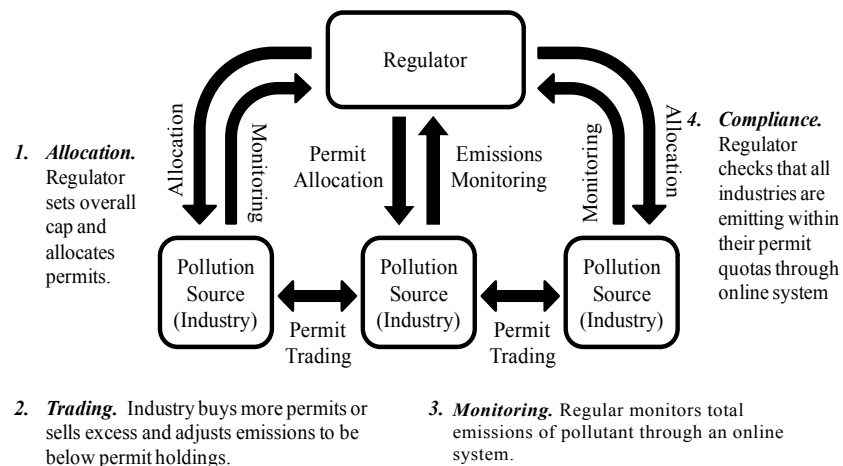 Regulator
Allocation
Monitoring
Permit
Allocation
Emissions
Monitoring
Monitoring
Allocation
1. Allocation.
Regulator
sets overall
cap and
allocates
permits.
4. Compliance.
Regulator
checks that all
industries are
emitting within
their permit
quotas through
online system
Pollution
Source
(Industry)
Permit
Trading
Pollution
Source
(Industry)
Permit
Trading
Pollution
Source
(Industry)
2. Trading. Industry buys more permits or
sells excess and adjusts emissions to be
below permit holdings.
3. Monitoring. Regular monitors total
emissions of pollutant through an online
system.